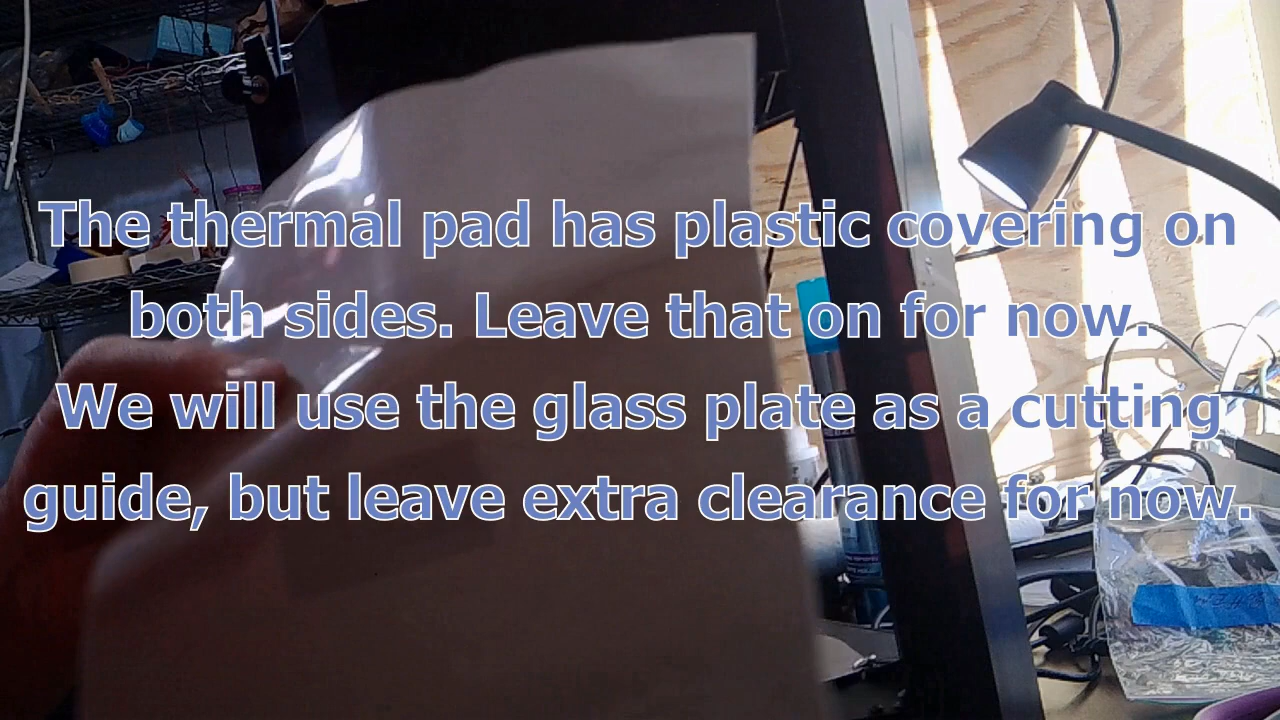 The thermal pad has plastic covering on
both sides. Leave that on for now.
We will use the glass plate as a cutting
guide, but leave extra clearance for now.